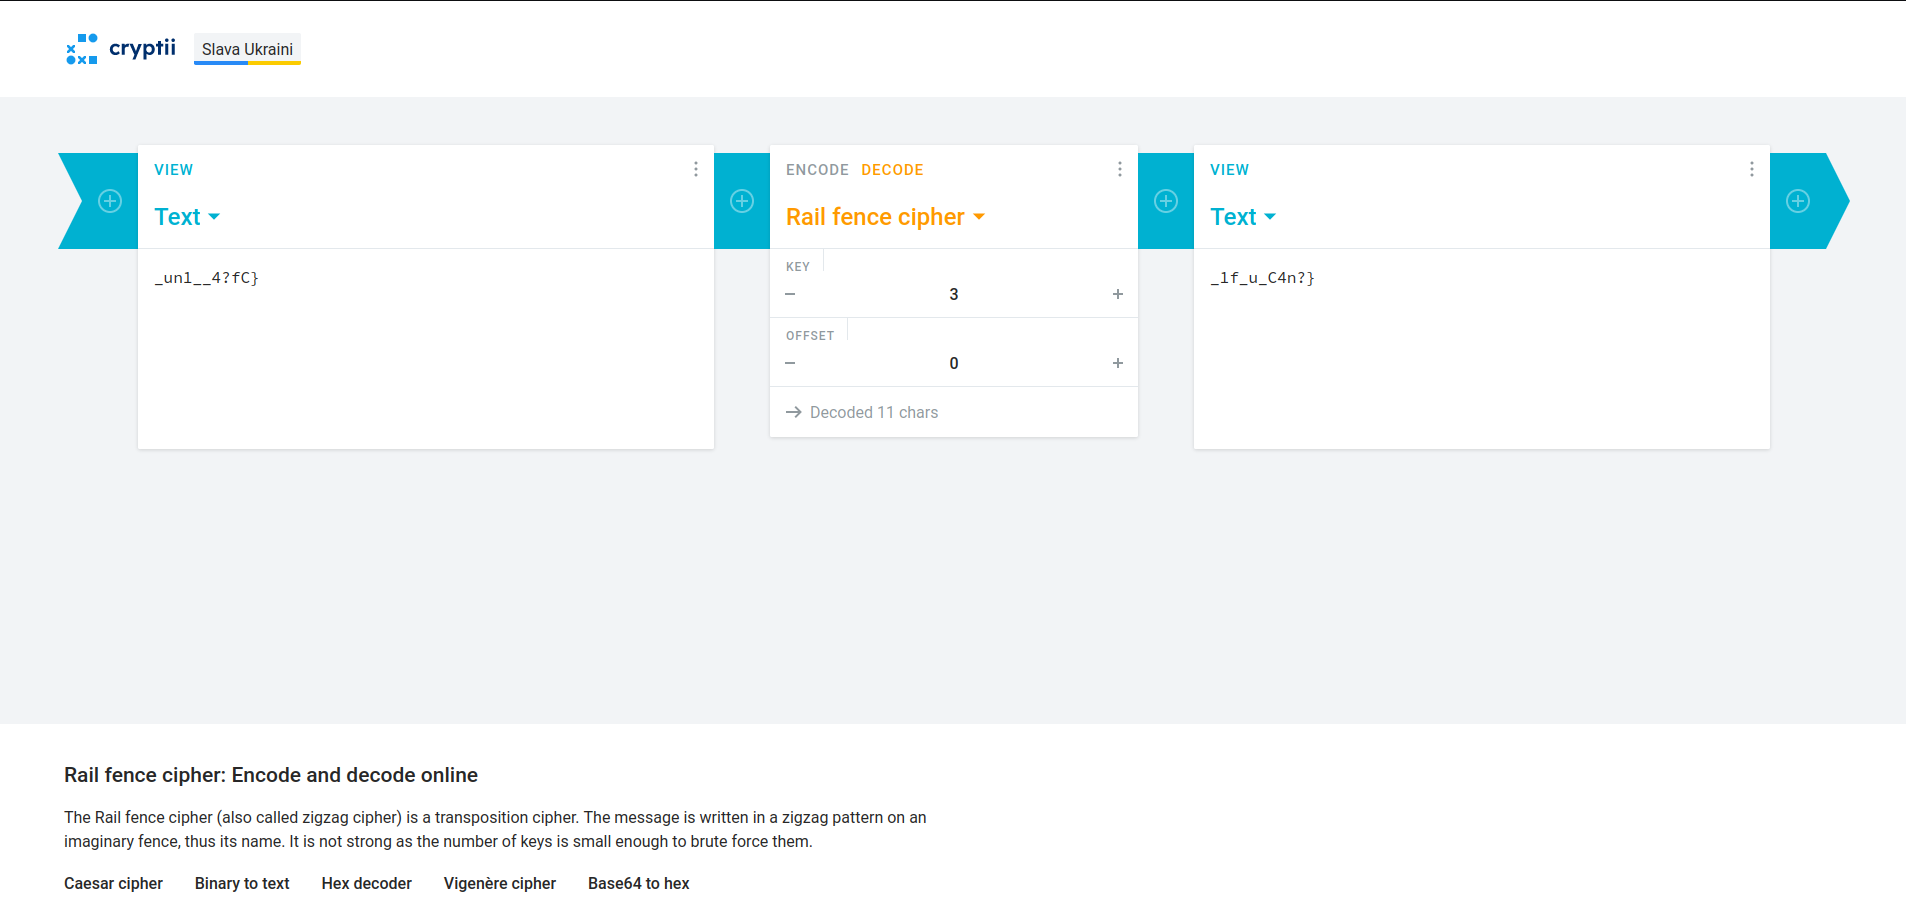 cryptii
Slava Ukraini
VIEW
Text
_un1__4?fC}
ENCODE DECODE
Rail fence cipher
KEY
3
OFFSET
0
Decoded 11 chars
VIEW
Text
_1f_u_C4n?}
Rail fence cipher: Encode and decode online
The Rail fence cipher (also called zigzag cipher) is a transposition cipher. The message is written in a zigzag pattern on an
imaginary fence, thus its name. It is not strong as the number of keys is small enough to brute force them.
Caesar cipher Binary to text Hex decoder Vigenère cipher Base64 to hex